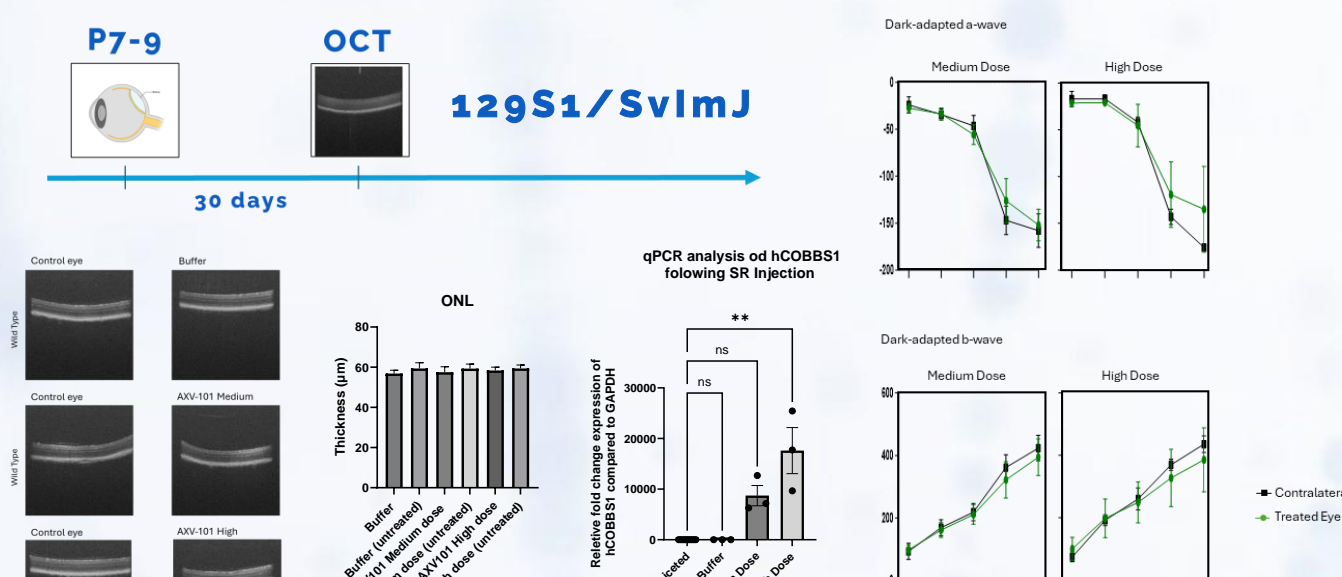 P7-9
OCT
129S1/SvImJ
30 days
Control eye
Buffer
Wild Type
Control eye
AXV-101 Medium
Wild Type
Control eye
AXV-101 High
ONL
Thickness (µm)
80
60
40
20
0
Buffer
Buffer (untreated)
/101 Medium dose
m dose (untreated)
AXV101 High dose
h dose (untreated)
qPCR analysis od hCOBBS1
folowing SR Injection
**
ns
ns
Reletive fold change expression of
hCOBBS1 compared to GAPDH
30000
20000
10000
0
Buffer
Dose
Dose
Dark-adapted a-wave
Medium Dose
High Dose
0
-50
-100
-150
-200
Dark-adapted b-wave
Medium Dose
High Dose
600
400
200
Contralatera
Treated Eye